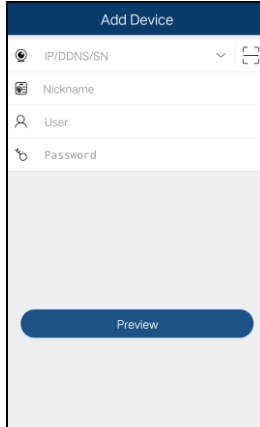 Add Device
IP/DDNS/SN
Nickname
User
Password
Preview